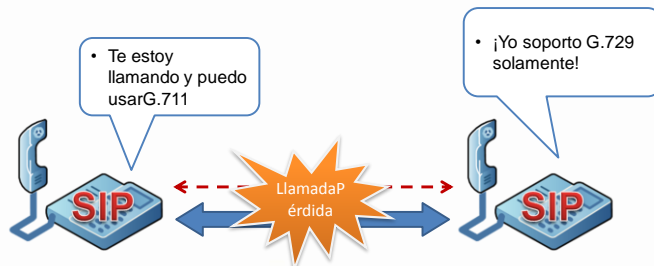 • Te estoy
llamando y puedo
usarG.711
• ¡Yo soporto G.729
solamente!
LlamadaP
érdida
SIP
SIP